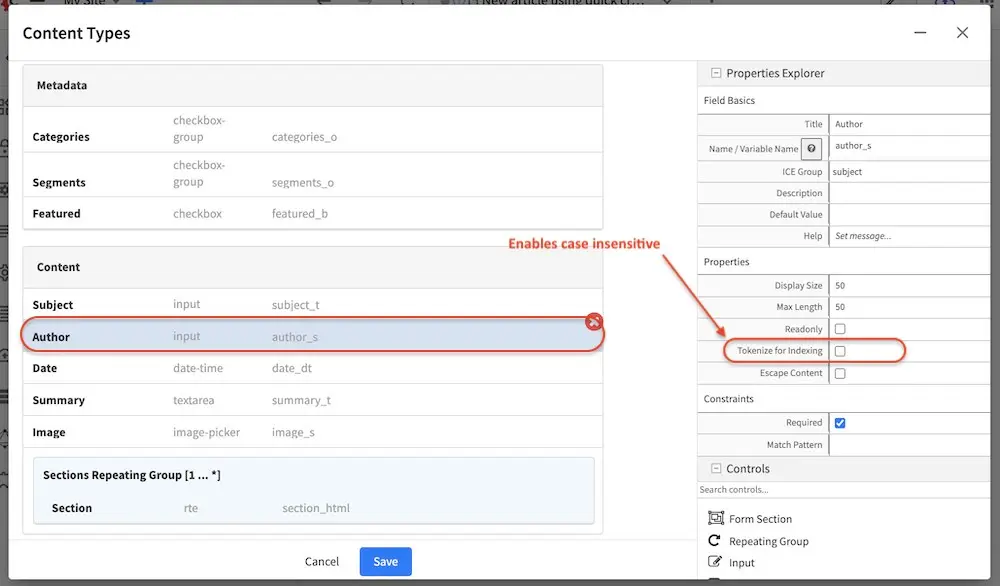 My Site
New article using quick c...
Content Types
Metadata
Categories checkbox-group categories_o
Segments checkbox-group segments_o
Featured checkbox featured_b
Content
Subject input subject_t
Author input author_s
Date date-time date_dt
Summary textarea summary_t
Image image-picker image_s
Sections Repeating Group [1 ... *]
Section rte section_html
Cancel Save
Enables case insensitive
Properties Explorer
Field Basics
Title Author
Name / Variable Name author_s
ICE Group subject
Description
Default Value
Help Set message...
Properties
Display Size 50
Max Length 50
Readonly
Tokenize for Indexing
Escape Content
Constraints
Required
Match Pattern
Controls
Search controls...
Form Section
Repeating Group
Input